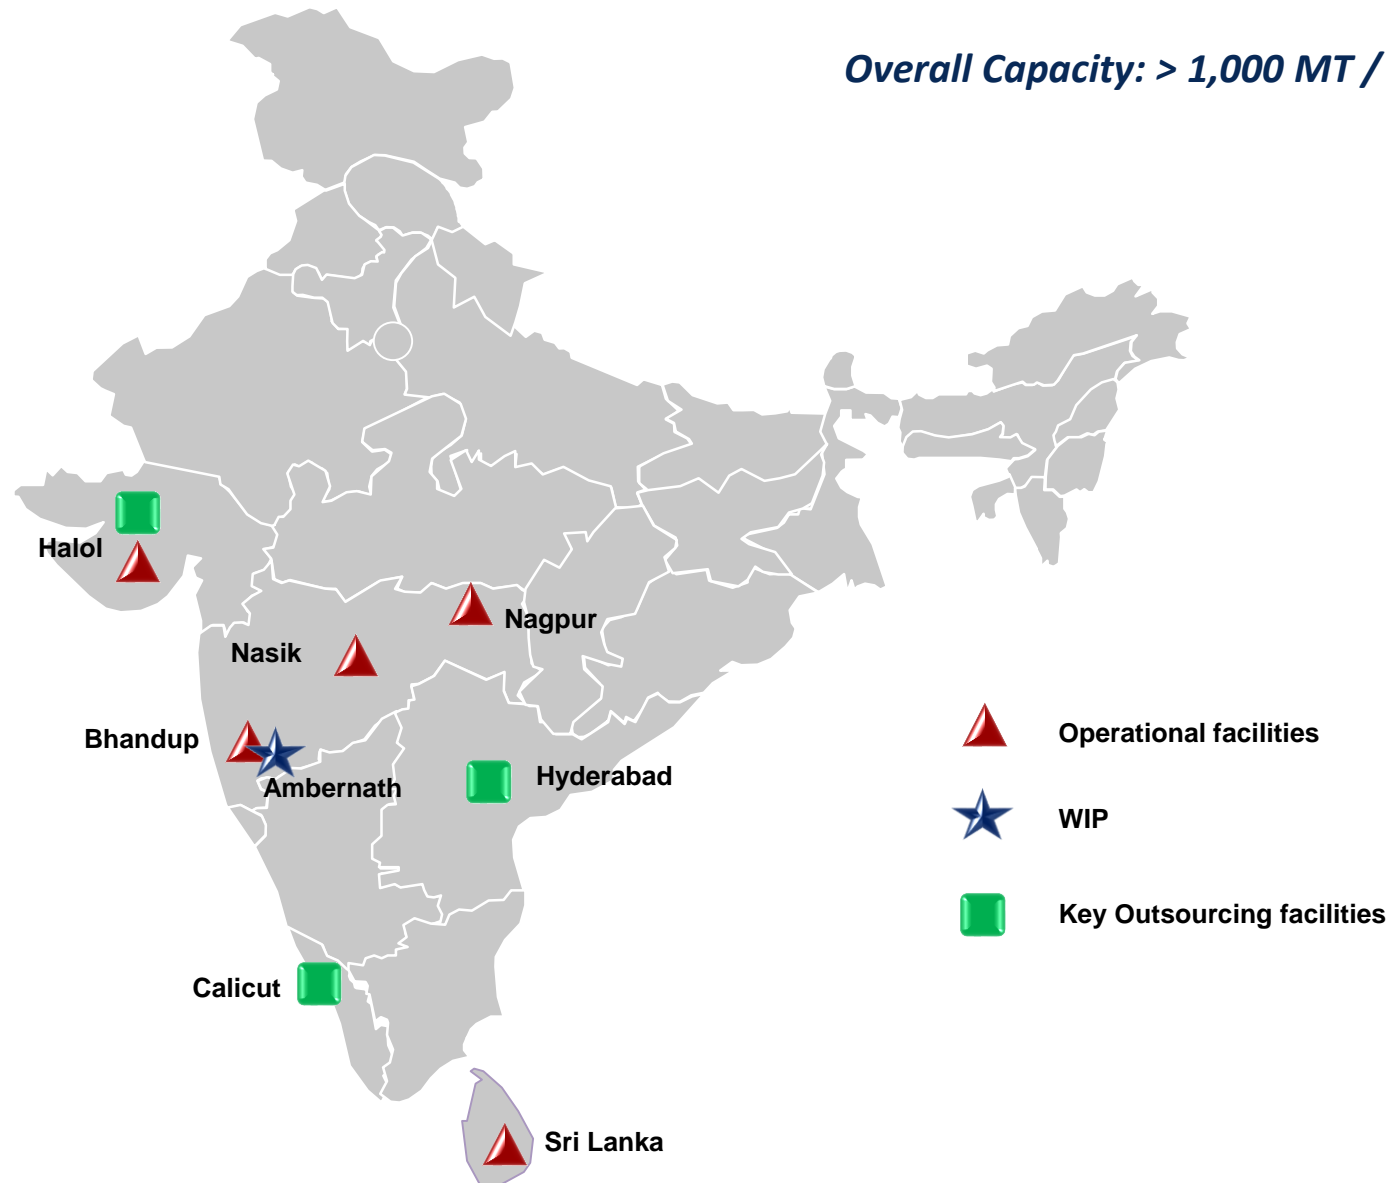 Overall Capacity: > 1,000 MT /
Halol
Nagpur
Nasik
Bhandup
Ambernath
Hyderabad
Calicut
Sri Lanka
Operational facilities
WIP
Key Outsourcing facilities